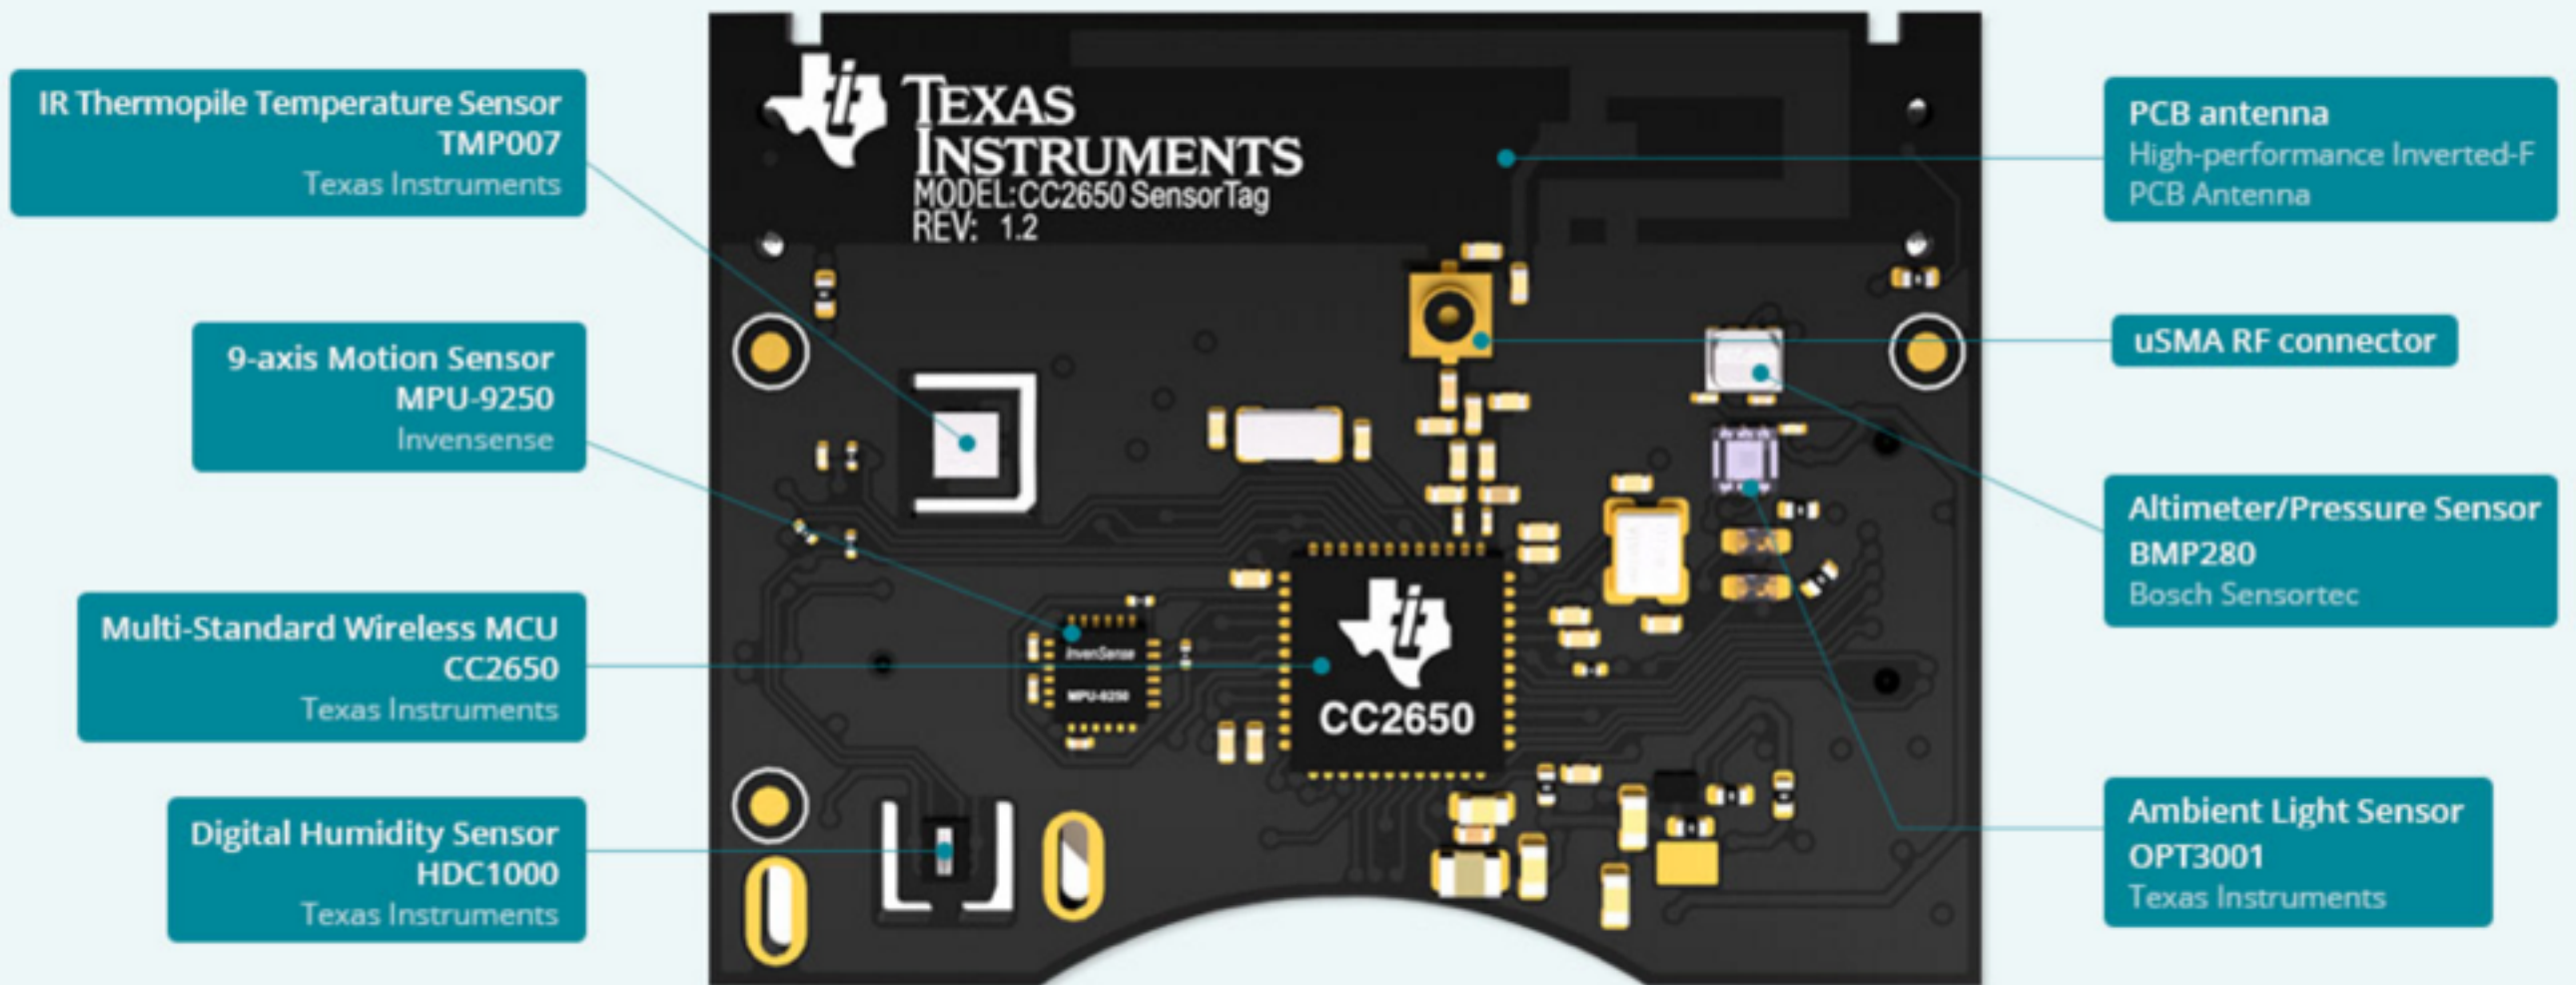 IR Thermopile Temperature Sensor
TMP007
Texas Instruments
9-axis Motion Sensor
MPU-9250
Invensense
Multi-Standard Wireless MCU
CC2650
Texas Instruments
Digital Humidity Sensor
HDC1000
Texas Instruments
TEXAS
INSTRUMENTS
MODEL:CC2650 SensorTag
REV: 1.2
InvenSense
MPU-9250
CC2650
PCB antenna
High-performance Inverted-F
PCB Antenna
uSMA RF connector
Altimeter/Pressure Sensor
BMP280
Bosch Sensortec
Ambient Light Sensor
OPT3001
Texas Instruments